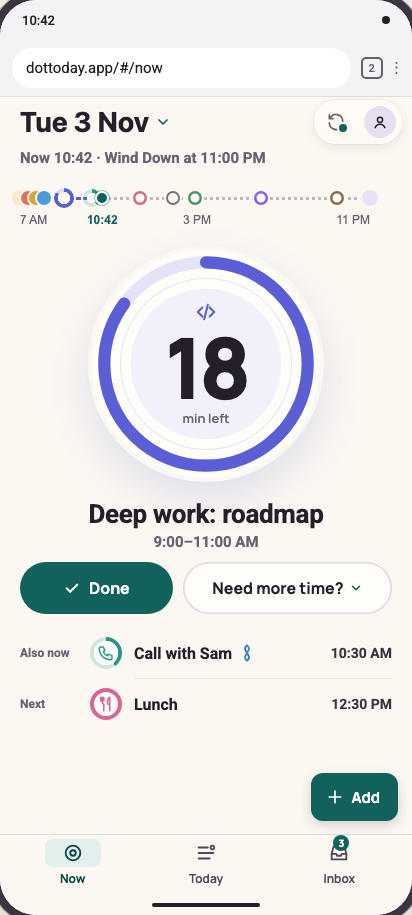 10:42
dottoday.app/#/now
2
Tue 3 Nov
Now 10:42 · Wind Down at 11:00 PM
7 AM 10:42 3 PM 11 PM
18
min left
Deep work: roadmap
9:00–11:00 AM
Done Need more time?
Also now Call with Sam 10:30 AM
Next Lunch 12:30 PM
Add
3
Now Today Inbox